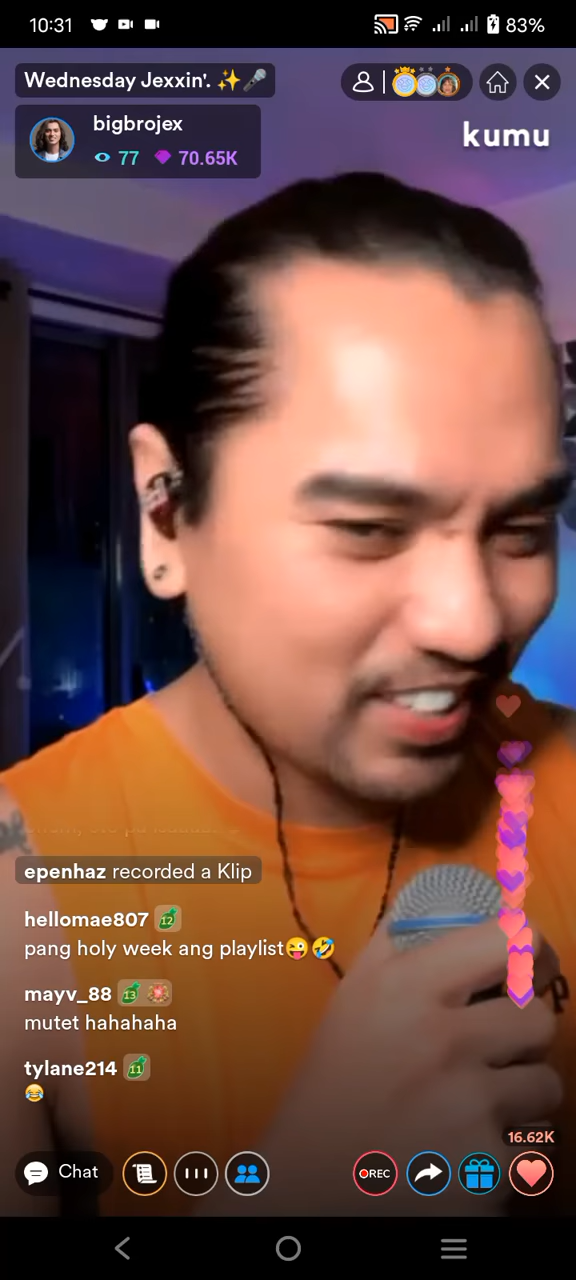 10:31
83%
Wednesday Jexxin'. ✨🎤
bigbrojex
77 70.65K
kumu
epenhaz recorded a Klip
hellomae807 12
pang holy week ang playlist😜🤣
mayv_88 13
mutet hahahaha
tylane214 11
😂
16.62K
Chat
REC